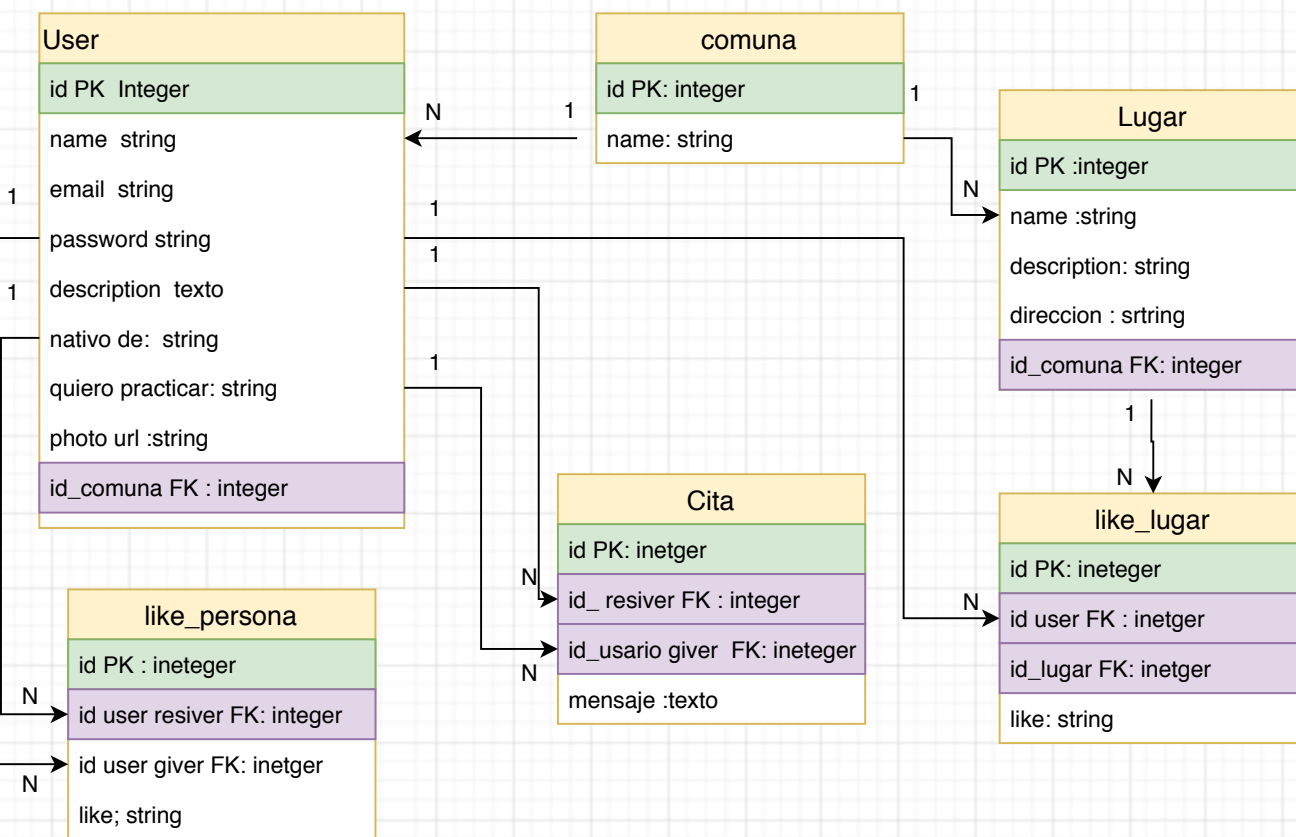 User
id PK  Integer
name  string
email  string
password string
description  texto
nativo de:  string
quiero practicar: string
photo url :string
id_comuna FK : integer
comuna
id PK: integer
name: string
Lugar
id PK :integer
name :string
description: string
direccion : srtring
id_comuna FK: integer
Cita
id PK: inetger
id_ resiver FK : integer
id_usario giver  FK: ineteger
mensaje :texto
like_lugar
id PK: ineteger
id user FK : inetger
id_lugar FK: inetger
like: string
like_persona
id PK : ineteger
id user resiver FK: integer
id user giver FK: inetger
like; string
N
1
1
N
1
1
1
1
1
1
N
N
N
N
N
N